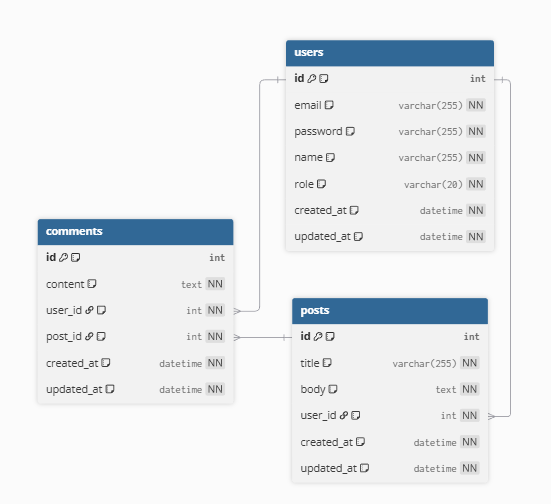 users
id int
email varchar(255) NN
password varchar(255) NN
name varchar(255) NN
role varchar(20) NN
created_at datetime NN
updated_at datetime NN
comments
id int
content text NN
user_id int NN
post_id int NN
created_at datetime NN
updated_at datetime NN
posts
id int
title varchar(255) NN
body text NN
user_id int NN
created_at datetime NN
updated_at datetime NN